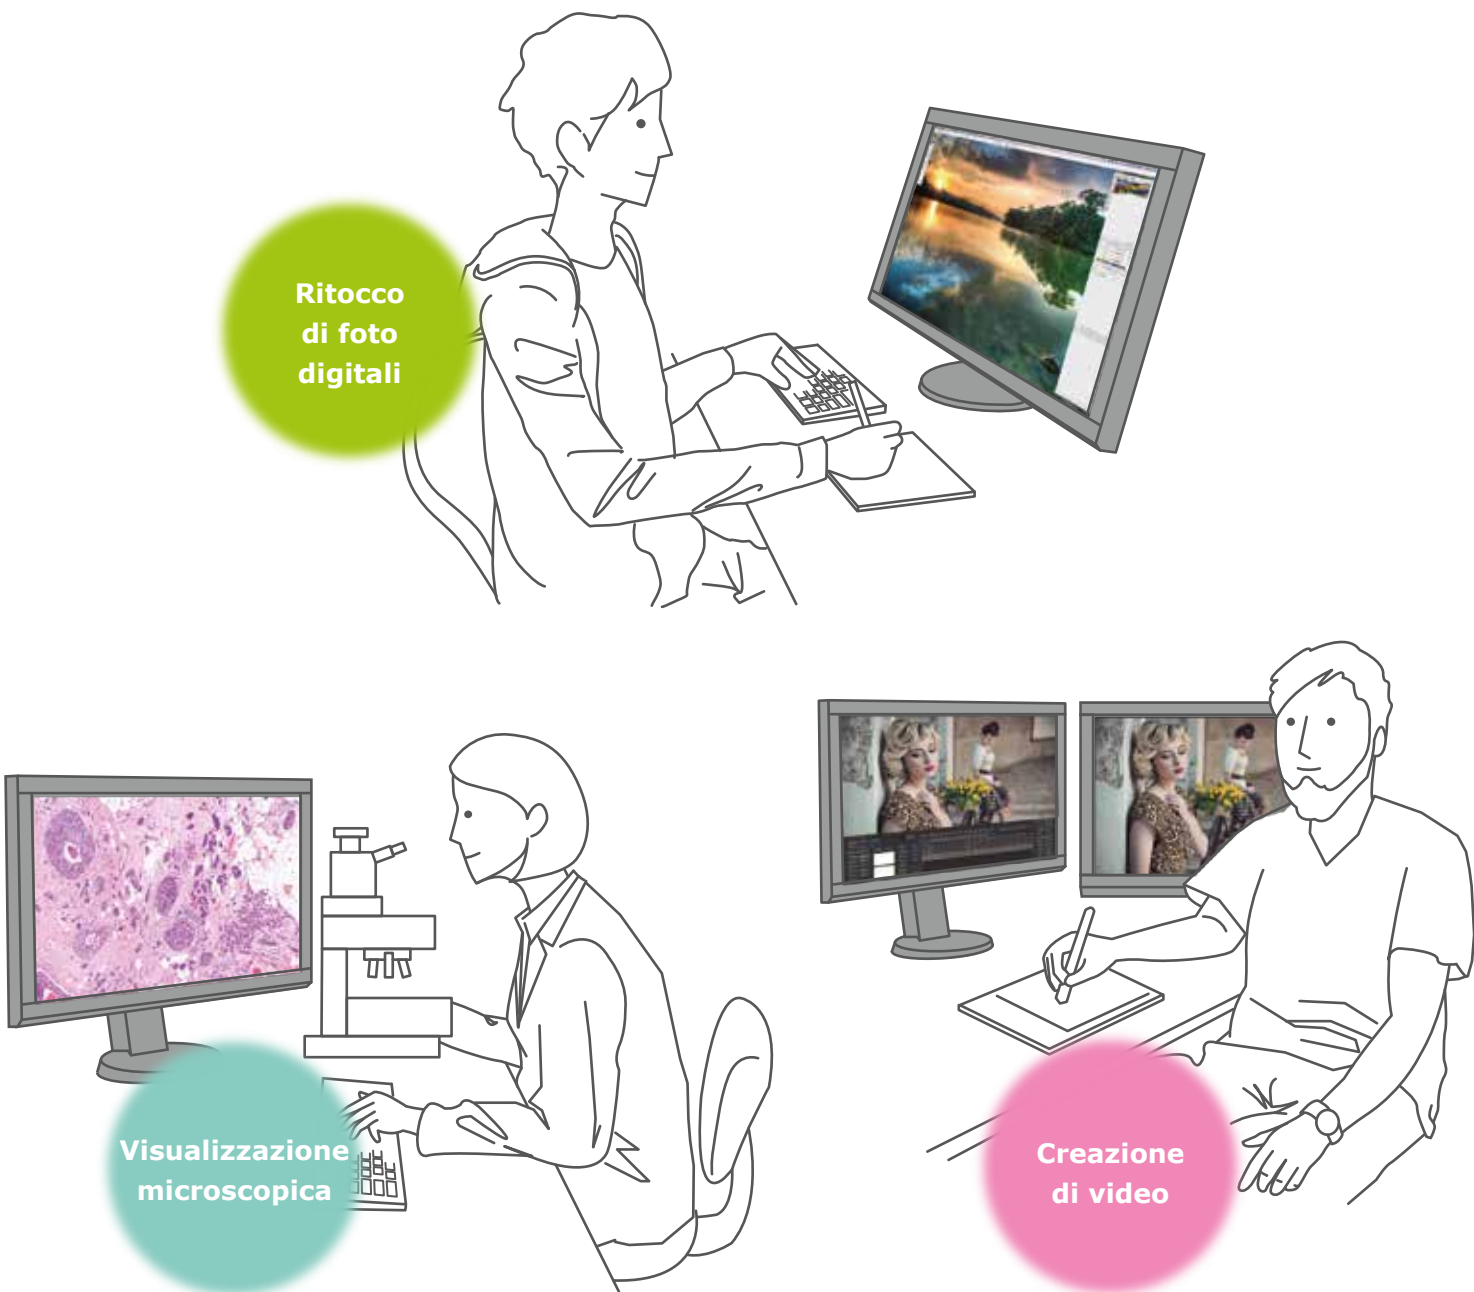 Ritocco
di foto
digitali
Visualizzazione
microscopica
Creazione
di video